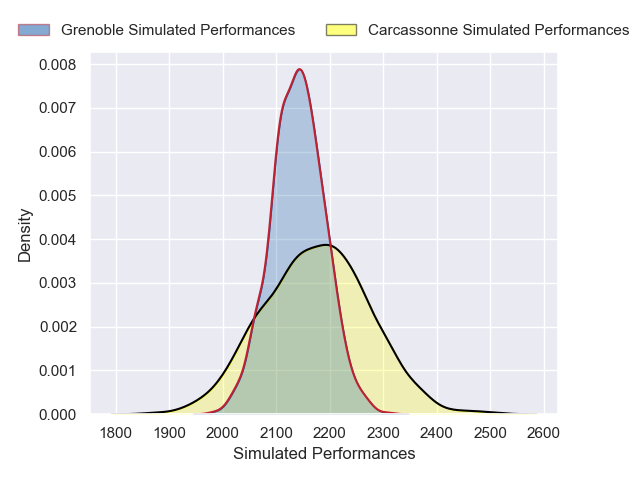 Grenoble Simulated Performances Carcassonne Simulated Performances
0.008
0.007
0.006
0.005
0.004
0.003
0.002
0.001
0.000
Density
1800 1900 2000 2100 2200 2300 2400 2500 2600
Simulated Performances